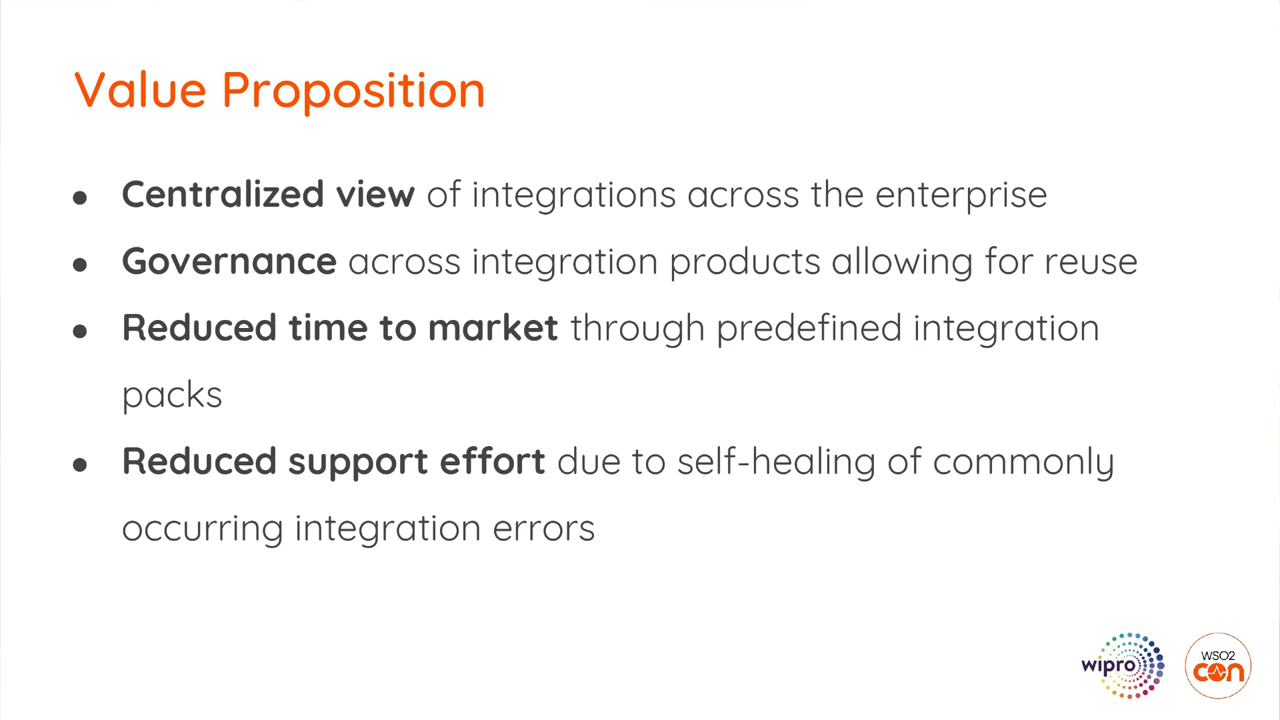 Value Proposition
● Centralized view of integrations across the enterprise
● Governance across integration products allowing for reuse
● Reduced time to market through predefined integration
packs
● Reduced support effort due to self-healing of commonly
occurring integration errors
wipro
WSO2
con